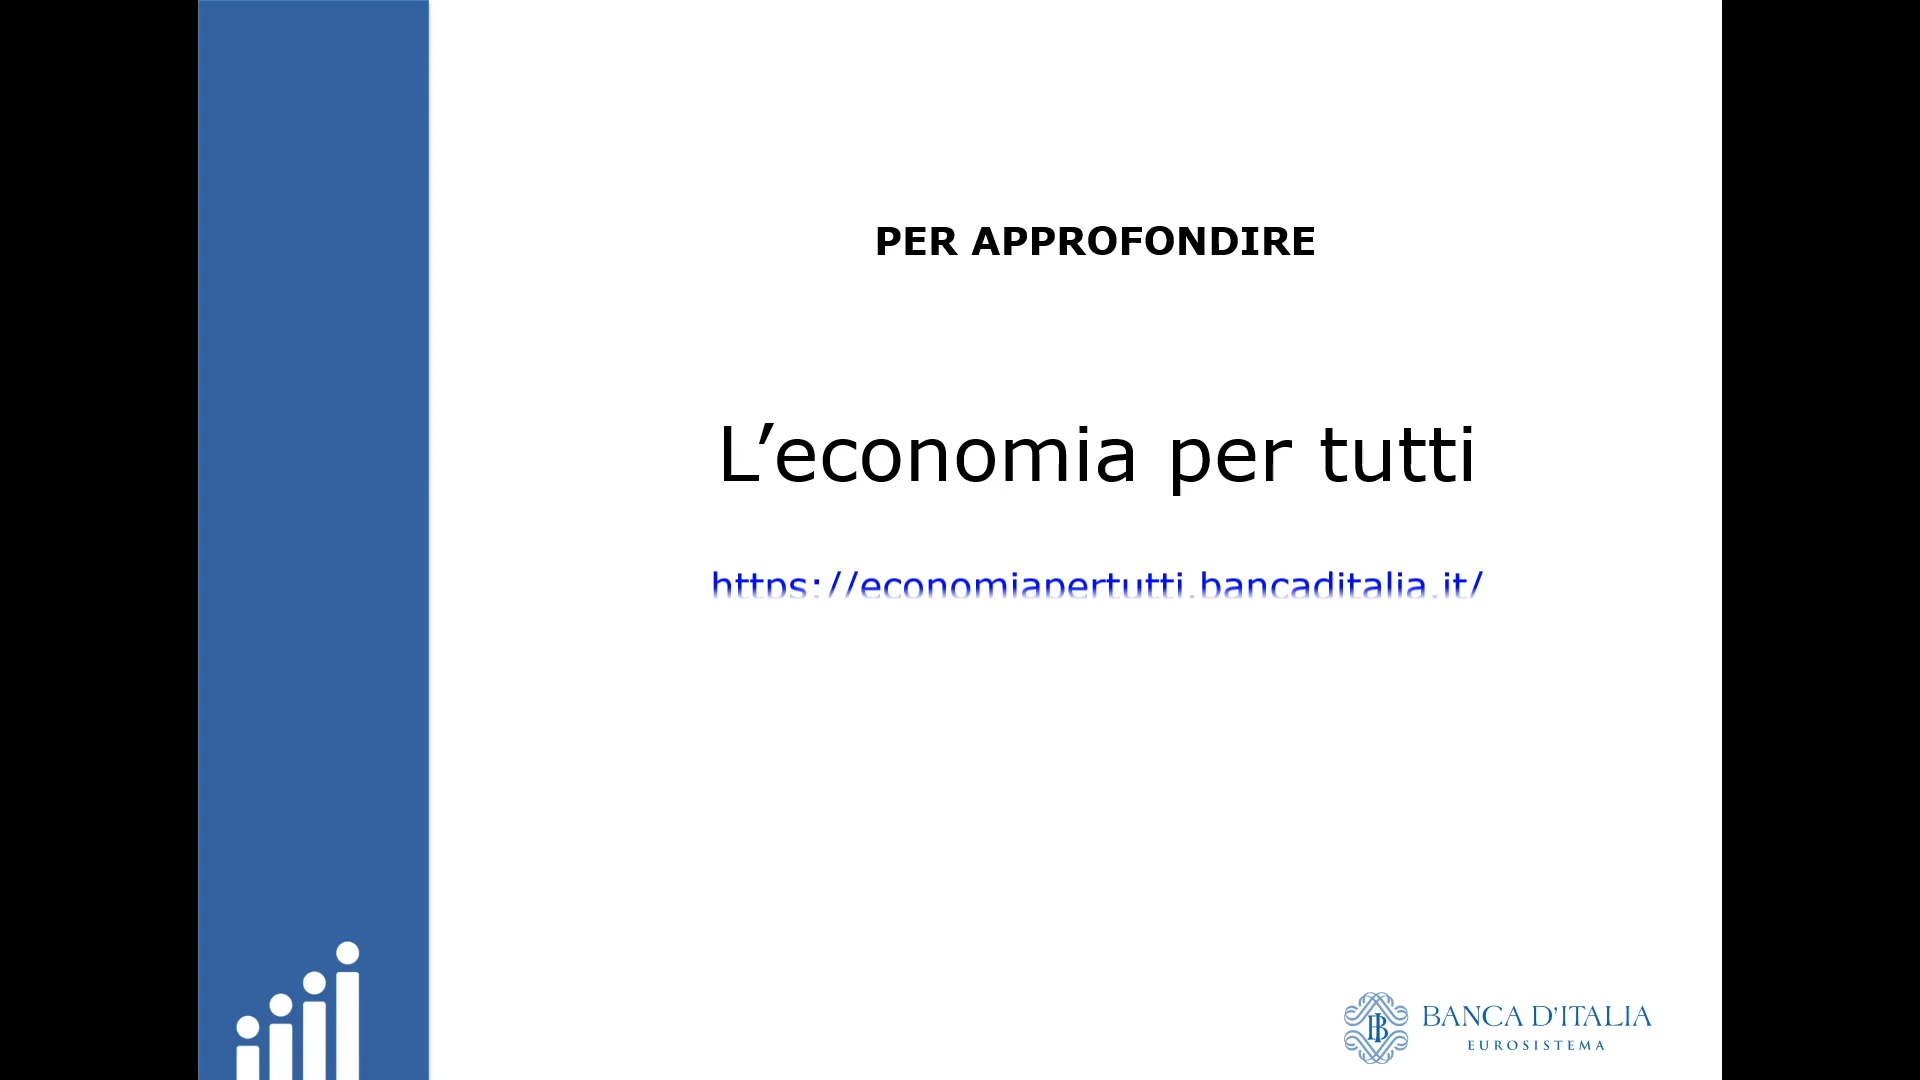 PER APPROFONDIRE
L’economia per tutti
https://economiapertutti.bancaditalia.it/
BANCA D’ITALIA
EUROSISTEMA